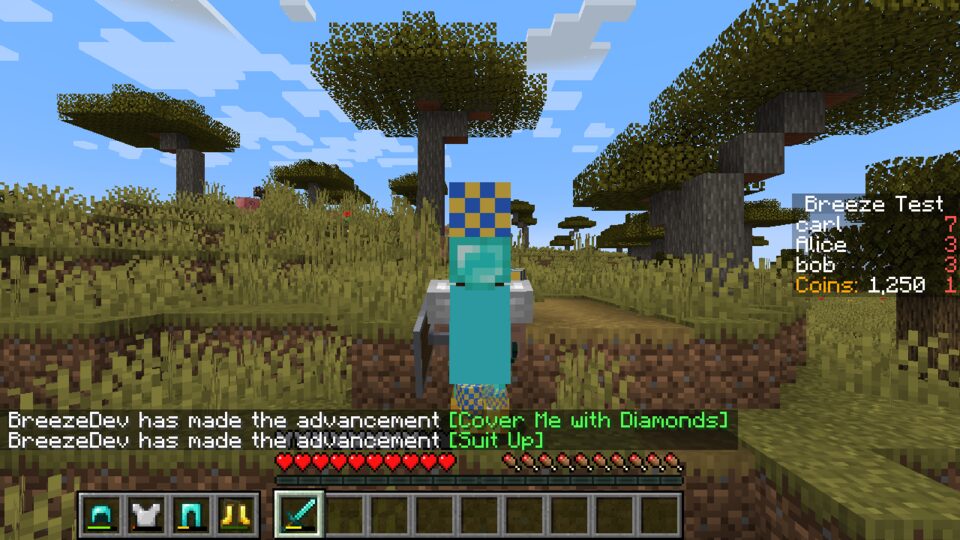 Breeze Test
carl 7
Alice 3
bob 3
Coins: 1,250 1
BreezeDev has made the advancement [Cover Me with Diamonds]
BreezeDev has made the advancement [Suit Up]